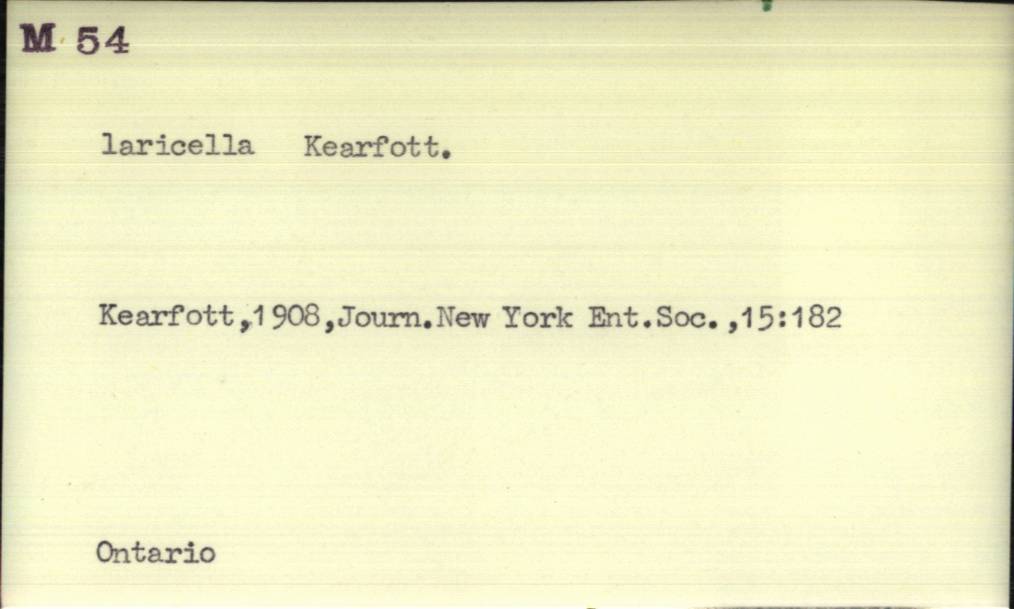 M 54
laricella Kearfott.
Kearfott,1908,Journ.New York Ent.Soc.,15:182
Ontario